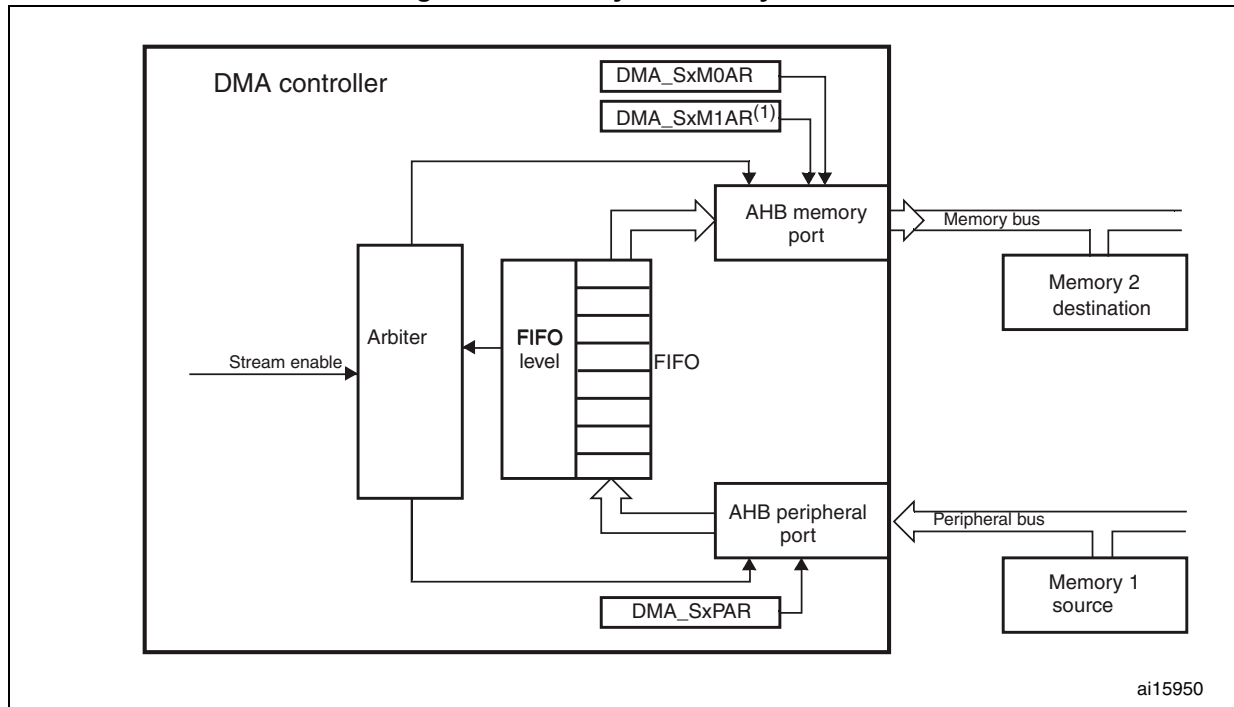 DMA controller
DMA_SxM0AR
DMA_SxM1AR(1)
AHB memory
port
Memory bus
Memory 2
destination
Arbiter
FIFO
level
FIFO
Stream enable
AHB peripheral
port
Peripheral bus
Memory 1
source
DMA_SxPAR
ai15950